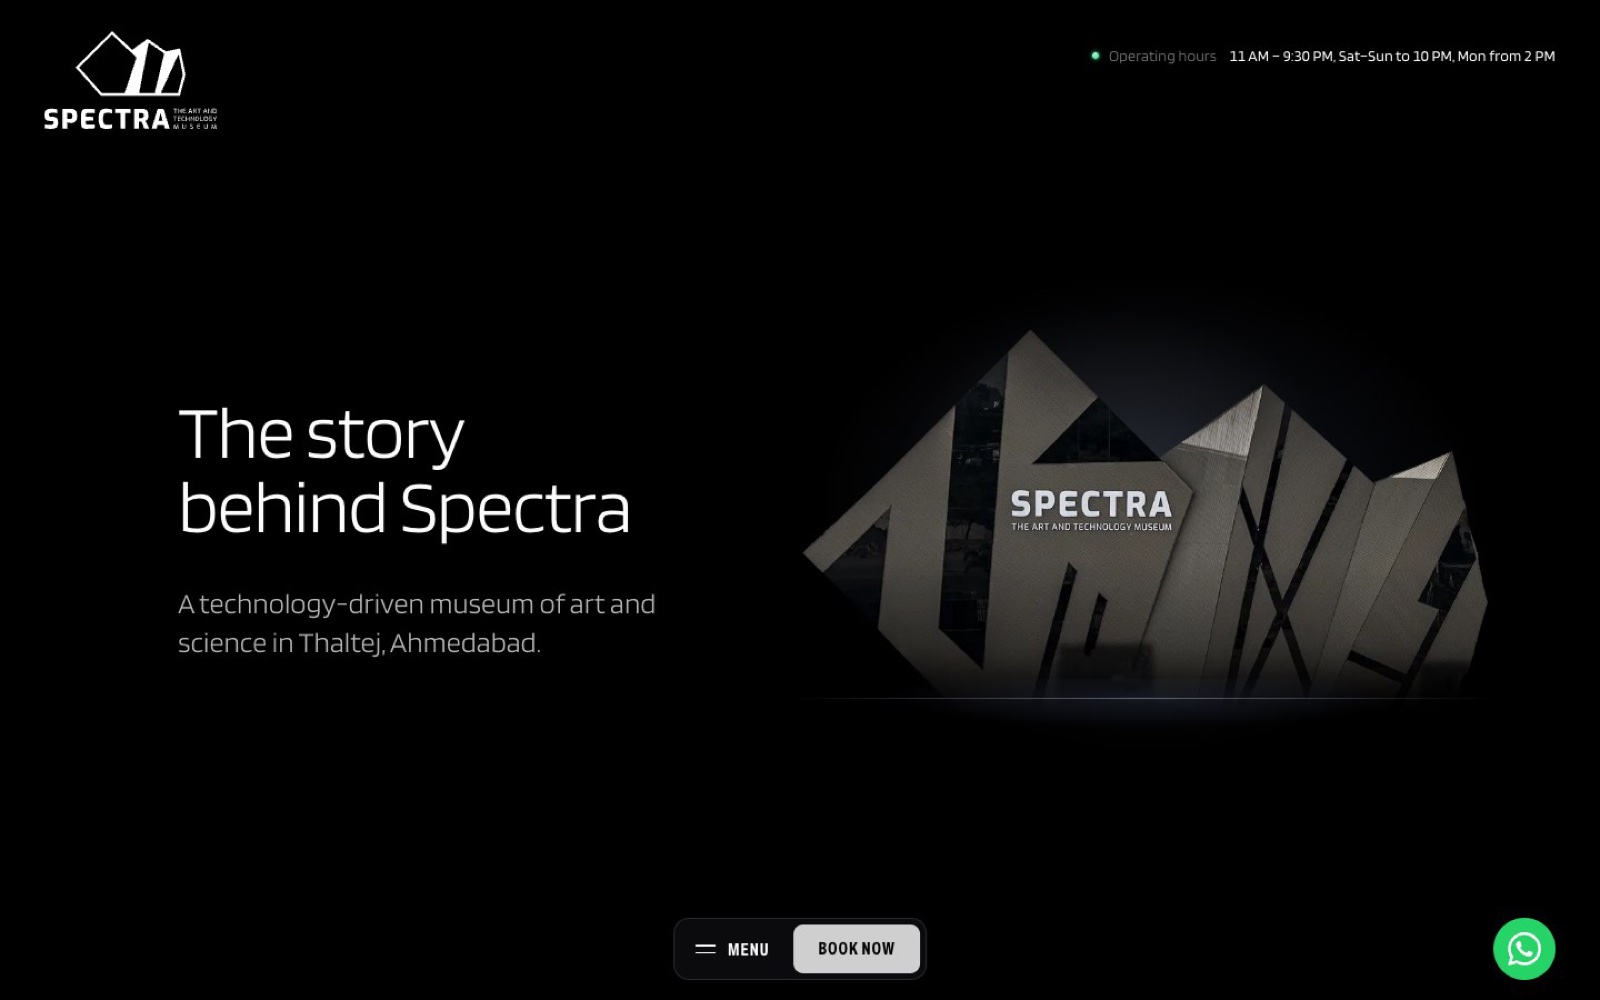 SPECTRA
THE ART AND
TECHNOLOGY
MUSEUM
Operating hours 11 AM – 9:30 PM, Sat–Sun to 10 PM, Mon from 2 PM
The story
behind Spectra
A technology-driven museum of art and
science in Thaltej, Ahmedabad.
SPECTRA
THE ART AND TECHNOLOGY MUSEUM
MENU
BOOK NOW